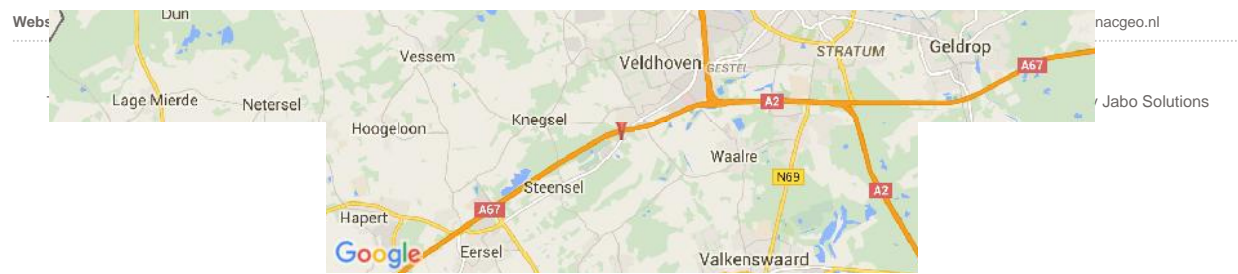 Webs
Dun
nacgeo.nl
Vessem
Veldhoven
GESTEL
STRATUM
Geldrop
A67
Lage Mierde
Netersel
A2
Jabo Solutions
Hoogeloon
Knegsel
Waalre
N69
Steensel
A2
A67
Hapert
Eersel
Valkenswaard
Google